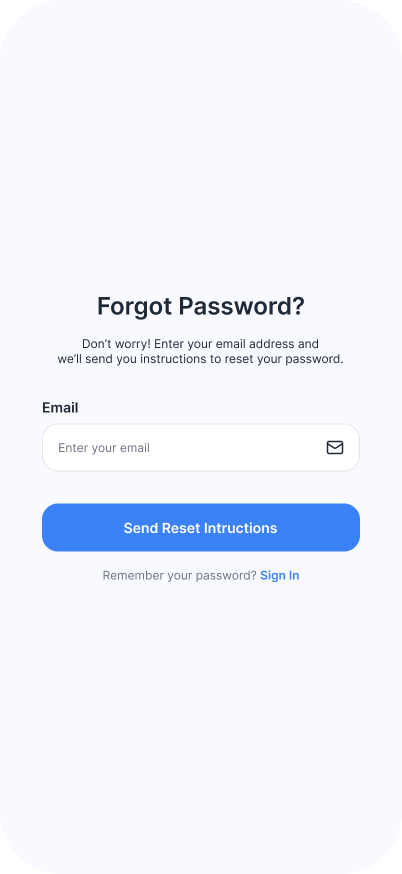 Forgot Password?
Don’t worry! Enter your email address and
we’ll send you instructions to reset your password.
Email
Enter your email
Send Reset Intructions
Remember your password? Sign In